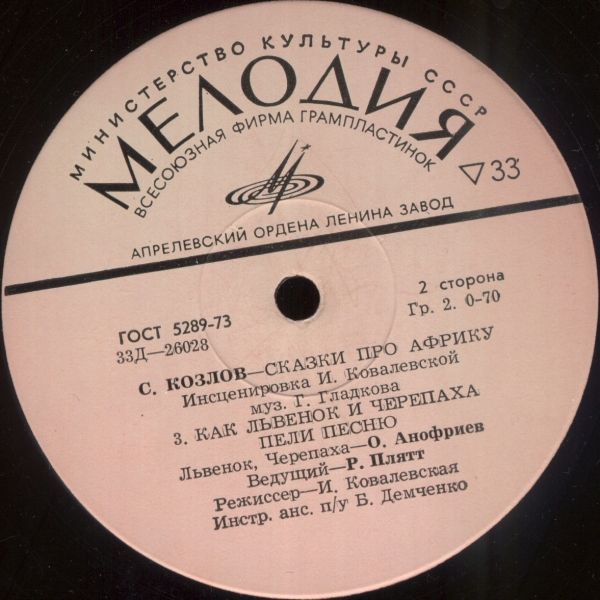 МИНИСТЕРСТВО КУЛЬТУРЫ СССР
МЕЛОДИЯ
ВСЕСОЮЗНАЯ ФИРМА ГРАМПЛАСТИНОК
▽33
АПРЕЛЕВСКИЙ ОРДЕНА ЛЕНИНА ЗАВОД
2 сторона
Гр. 2. 0-70
ГОСТ 5289-73
33Д—26028
С. КОЗЛОВ—СКАЗКИ ПРО АФРИКУ
Инсценировка И. Ковалевской
муз. Г. Гладкова
3. КАК ЛЬВЕНОК И ЧЕРЕПАХА
ПЕЛИ ПЕСНЮ
Львенок, Черепаха—О. Анофриев
Ведущий—Р. Плятт
Режиссер—И. Ковалевская
Инстр. анс. п/у Б. Демченко